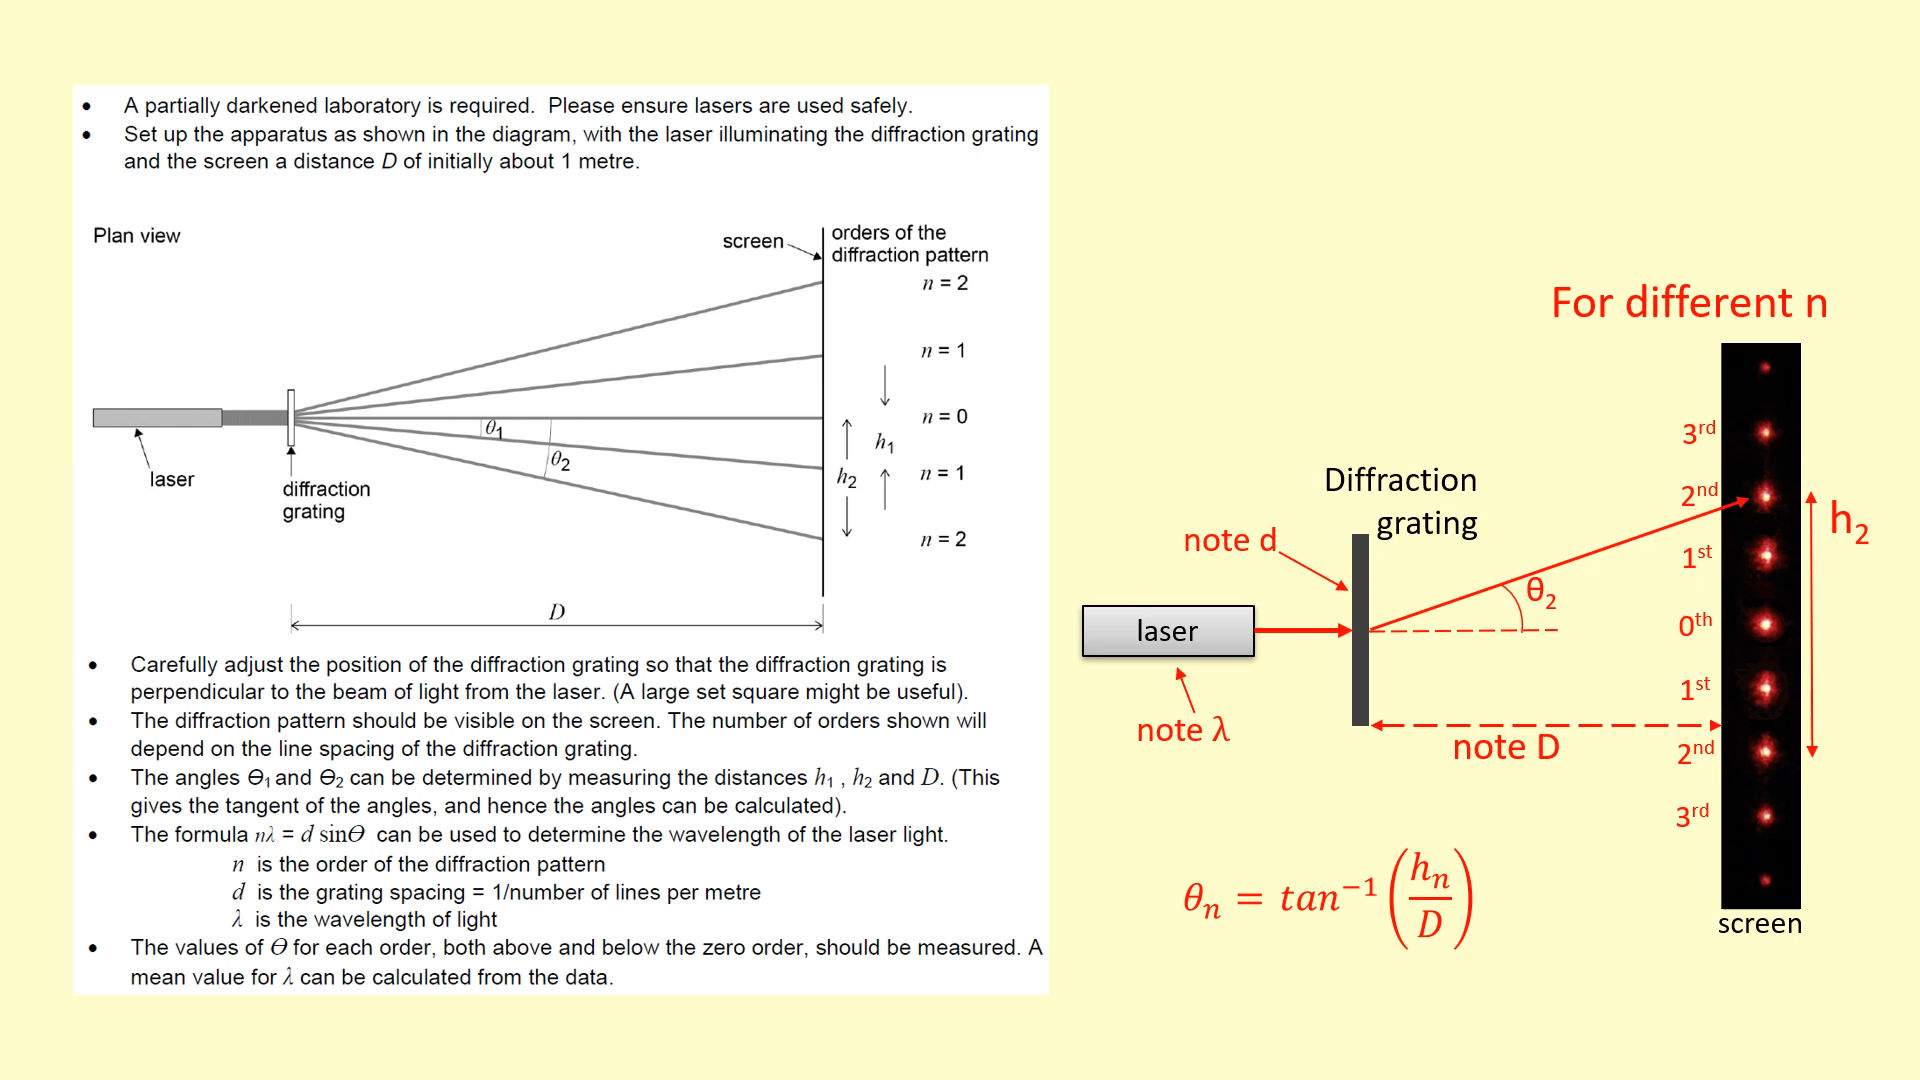 • A partially darkened laboratory is required. Please ensure lasers are used safely.
• Set up the apparatus as shown in the diagram, with the laser illuminating the diffraction grating
and the screen a distance D of initially about 1 metre.
Plan view
screen
orders of the
diffraction pattern
n = 2
n = 1
n = 0
θ₁
h₁
θ₂
h₂
n = 1
laser
diffraction
grating
n = 2
D
• Carefully adjust the position of the diffraction grating so that the diffraction grating is
perpendicular to the beam of light from the laser. (A large set square might be useful).
• The diffraction pattern should be visible on the screen. The number of orders shown will
depend on the line spacing of the diffraction grating.
• The angles Θ₁ and Θ₂ can be determined by measuring the distances h₁ , h₂ and D. (This
gives the tangent of the angles, and hence the angles can be calculated).
• The formula nλ = d sinΘ can be used to determine the wavelength of the laser light.
n is the order of the diffraction pattern
d is the grating spacing = 1/number of lines per metre
λ is the wavelength of light
• The values of Θ for each order, both above and below the zero order, should be measured. A
mean value for λ can be calculated from the data.
For different n
3rd
2nd
h₂
1st
0th
1st
2nd
3rd
screen
Diffraction
grating
note d
θ₂
laser
note λ
note D
θₙ = tan⁻¹ (hₙ/D)